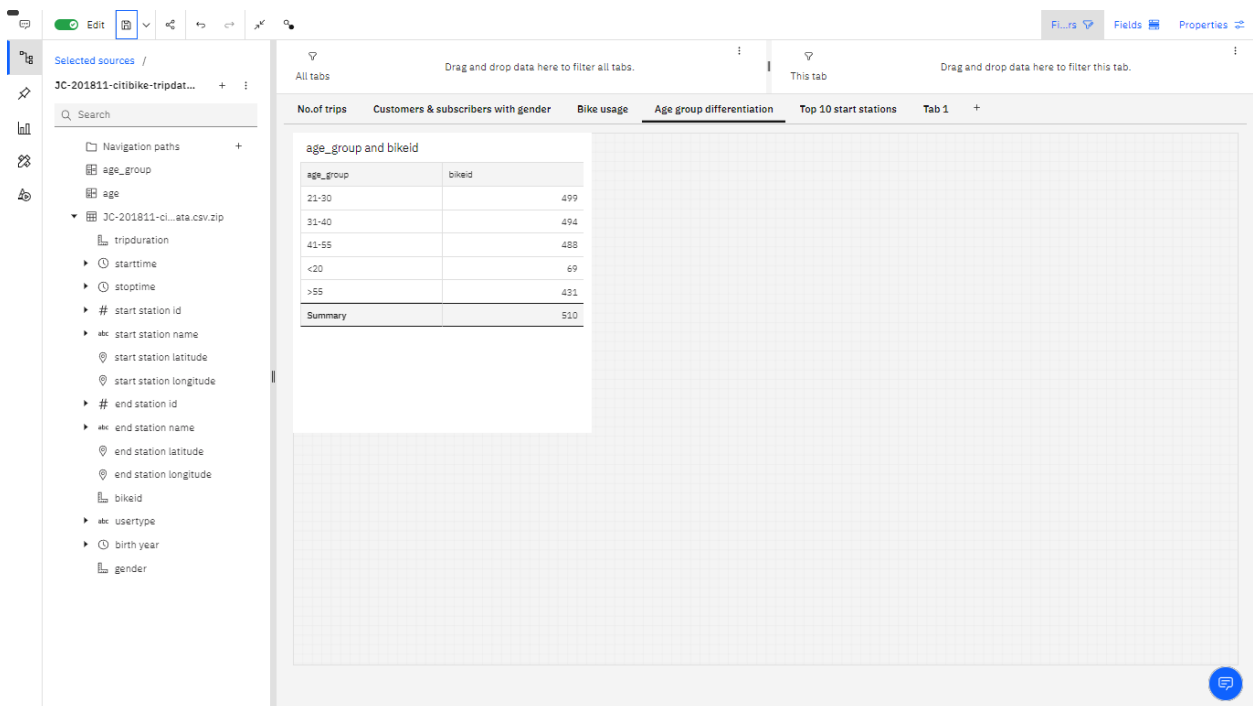 Edit
Fi...rs
Fields
Properties
Selected sources /
JC-201811-citibike-tripdat...
Search
Navigation paths
age_group
age
JC-201811-ci...ata.csv.zip
tripduration
starttime
stoptime
# start station id
abc start station name
start station latitude
start station longitude
# end station id
abc end station name
end station latitude
end station longitude
bikeid
abc usertype
birth year
gender
All tabs
Drag and drop data here to filter all tabs.
This tab
Drag and drop data here to filter this tab.
No.of trips Customers & subscribers with gender Bike usage Age group differentiation Top 10 start stations Tab 1 +
age_group and bikeid
age_group bikeid
21-30 499
31-40 494
41-55 488
<20 69
>55 431
Summary 510